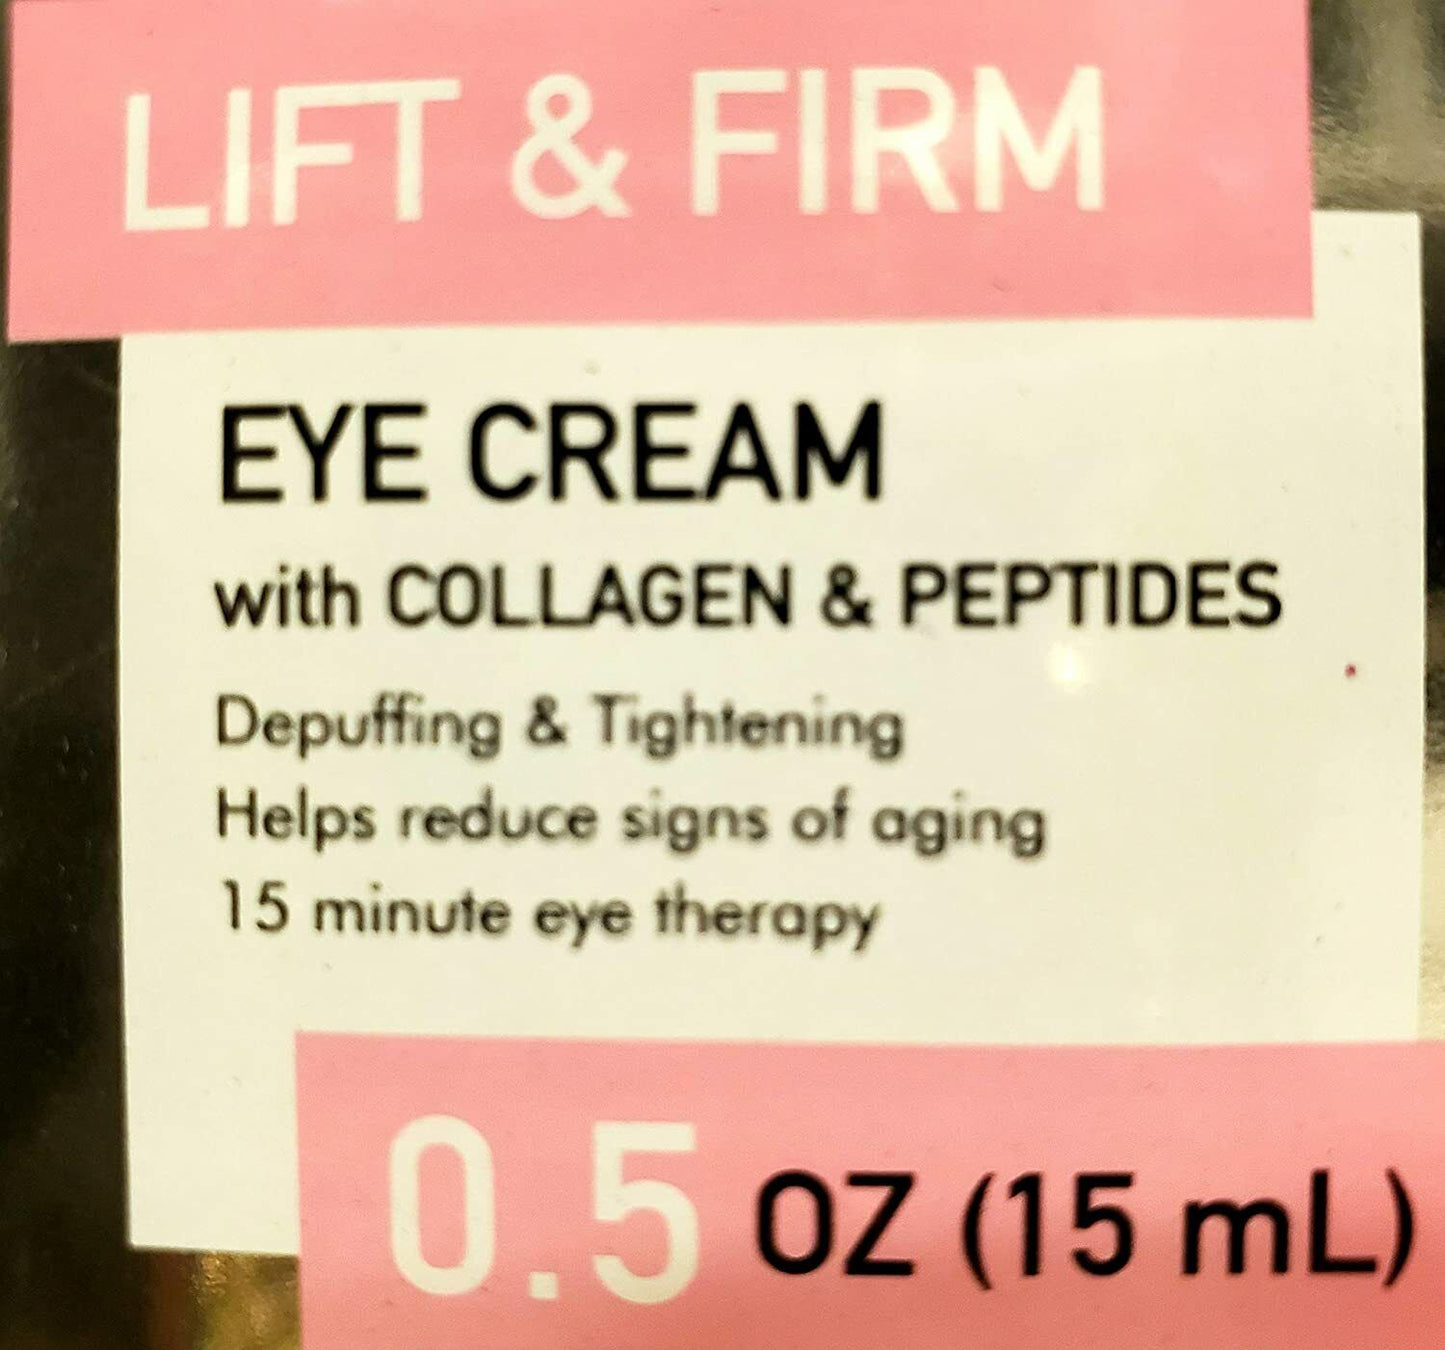 LIFT & FIRM
EYE CREAM
with COLLAGEN & PEPTIDES
Depuffing & Tightening
Helps reduce signs of aging
15 minute eye therapy
0.5 OZ (15 mL)